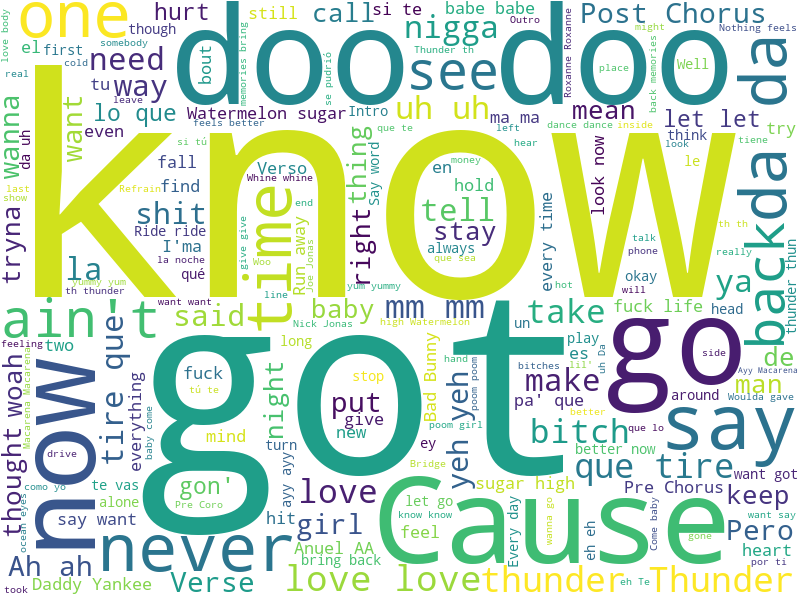 one
hurt
call
si te
babe babe
Outro
still
though
el
first
nigga
Thunder th
Post Chorus
Nothing feels
might
doo doo
need
way
tu
bout
memories bring
see
se pudrió
Roxanne Roxanne
place
back memories
Well
da da
love body
somebody
real
cold
leave
wanna
want
lo que
Watermelon sugar
Intro
uh uh
ma ma
mean
let let
try
feels better
even
da uh
si tú
que te
left
dance dance
inside
think
look
le
tiene
know
last
show
Refrain
fall
find
Verso
Whine whine
thing
Say word
en
money
hear
hold
tell
stay
always
look now
every time
th th
tryna
shit
Ride ride
I'ma
end
time
give give
Run away
Joe Jonas
right
que sea
talk
phone
really
okay
hot
will
la
la noche
qué
yummy yum
th thunder
Woo
yum yummy
ya
back
thunder thun
ain't
said
want want
line
baby
mm mm
take
fuck life
head
Nick Jonas
high Watermelon
un
play
de
feeling
two
tire que
got
long
Bad Bunny
hand
bitches
lil'
es
uh Da
go
side
Ayy Macarena
man
Macarena Macarena
everything
fuck
tú te
stop
night
put
give
new
yeh yeh
poom poom
make
pa' que
around
Woulda gave
now
thought woah
mind
ey
poom girl
bitch
better
que lo
say
baby come
gon'
turn
ayy ayy
Bridge
sugar high
better now
que tire
want got
drive
te vas
Pre Coro
love
Cause
Pre Chorus
keep
como yo
ocean eyes
alone
say want
hit
girl
let go
know know
feel
Every day
wanna go
eh eh
Come baby
gone
want say
Pero
heart
never
Anuel AA
bring back
Ah ah
Daddy Yankee
Verse
love love
thunder Thunder
por ti
took
eh Te